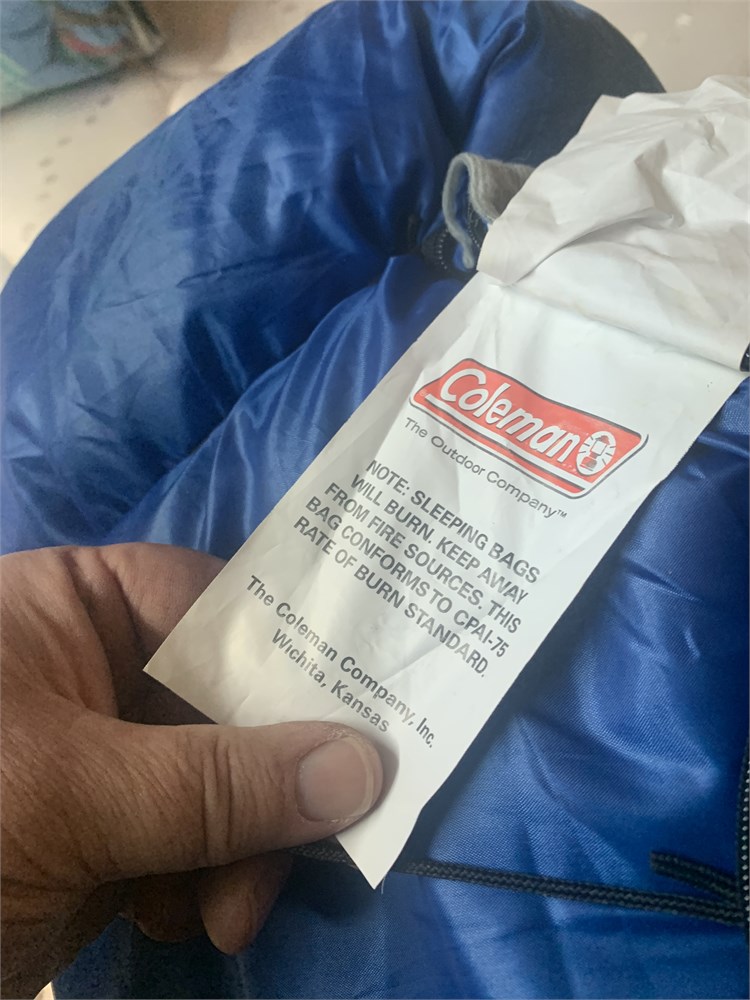 Coleman
The Outdoor Company™
NOTE: SLEEPING BAGS
WILL BURN. KEEP AWAY
FROM FIRE SOURCES. THIS
BAG CONFORMS TO CPAI-75
RATE OF BURN STANDARD.
The Coleman Company, Inc.
Wichita, Kansas